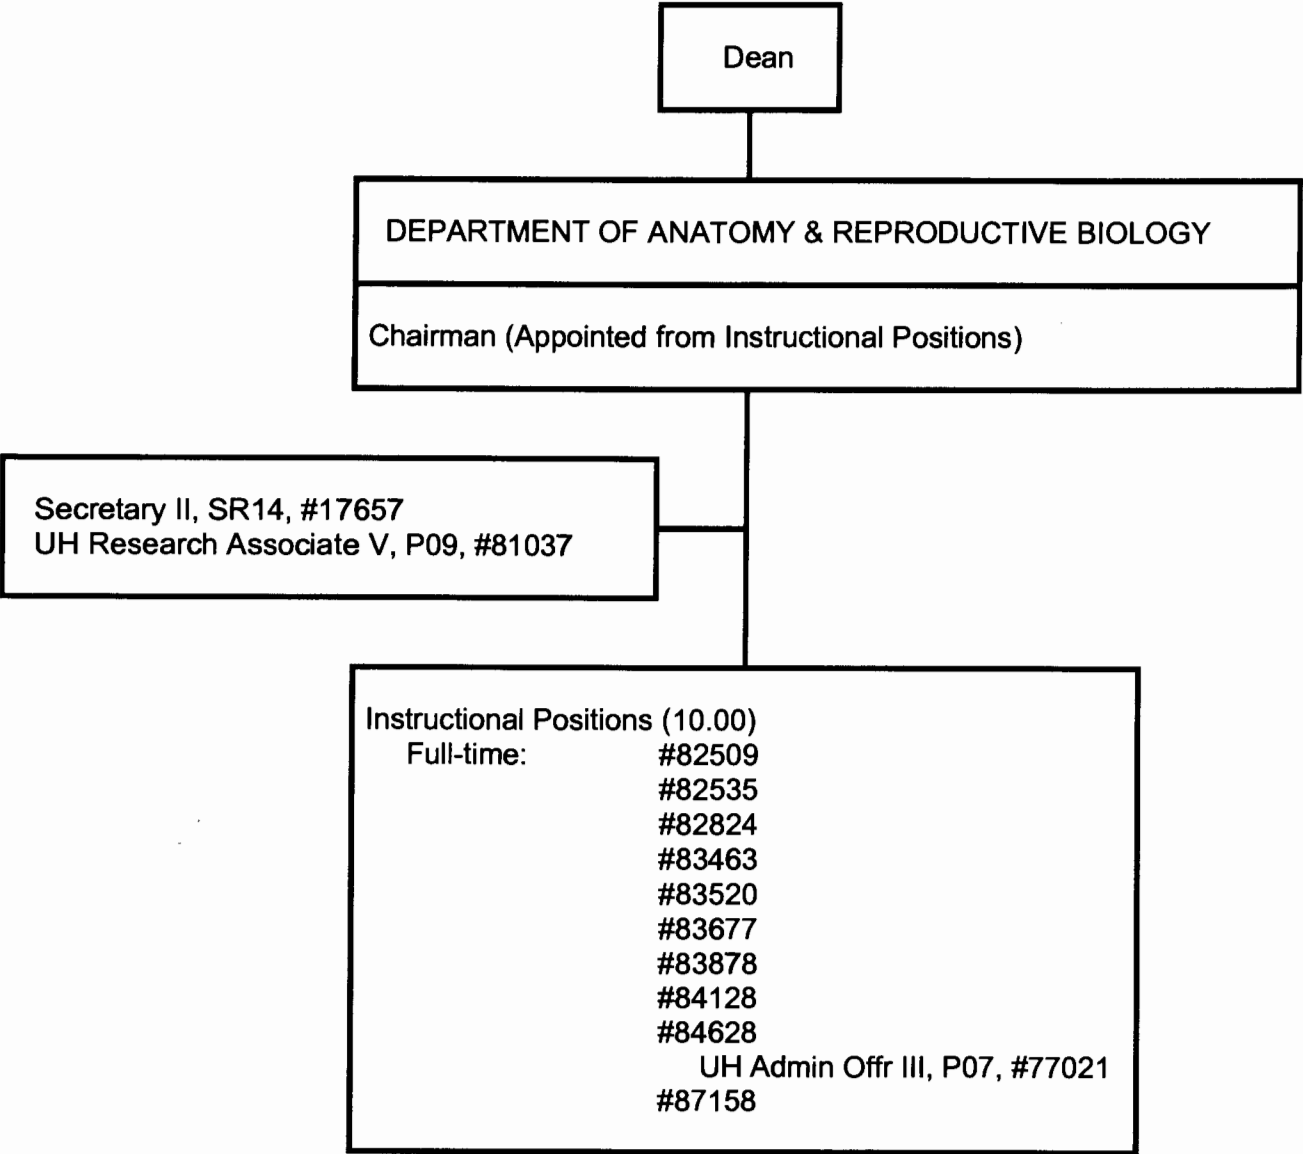 Dean
DEPARTMENT OF ANATOMY & REPRODUCTIVE BIOLOGY
Chairman (Appointed from Instructional Positions)
Secretary II, SR14, #17657
UH Research Associate V, P09, #81037
Instructional Positions (10.00)
Full-time: #82509
#82535
#82824
#83463
#83520
#83677
#83878
#84128
#84628
UH Admin Offr III, P07, #77021
#87158